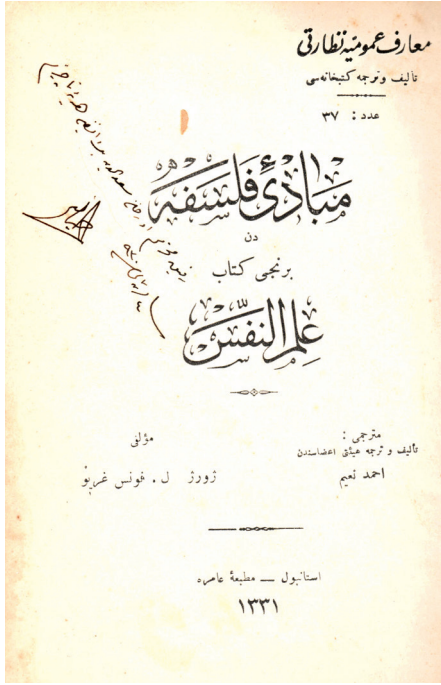 معارف عمومیه نظارتی
تألیف و ترجمه کتبخانه‌سی
عدد : ۳۷
مبادئ فلسفه
دن
برنجی کتاب
علم النفس
مترجمی :
تألیف و ترجمه هیئتی اعضاسندن
احمد نعیم
مؤلفی
ژورژ ل . فونس غریو
استانبول — مطبعهٔ عامره
۱۳۳۱